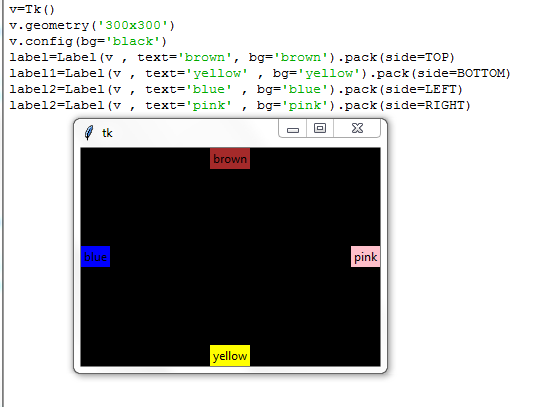 v=Tk()
v.geometry('300x300')
v.config(bg='black')
label=Label(v , text='brown', bg='brown').pack(side=TOP)
label1=Label(v , text='yellow' , bg='yellow').pack(side=BOTTOM)
label2=Label(v , text='blue' , bg='blue').pack(side=LEFT)
label2=Label(v , text='pink' , bg='pink').pack(side=RIGHT)
tk
brown
blue
pink
yellow